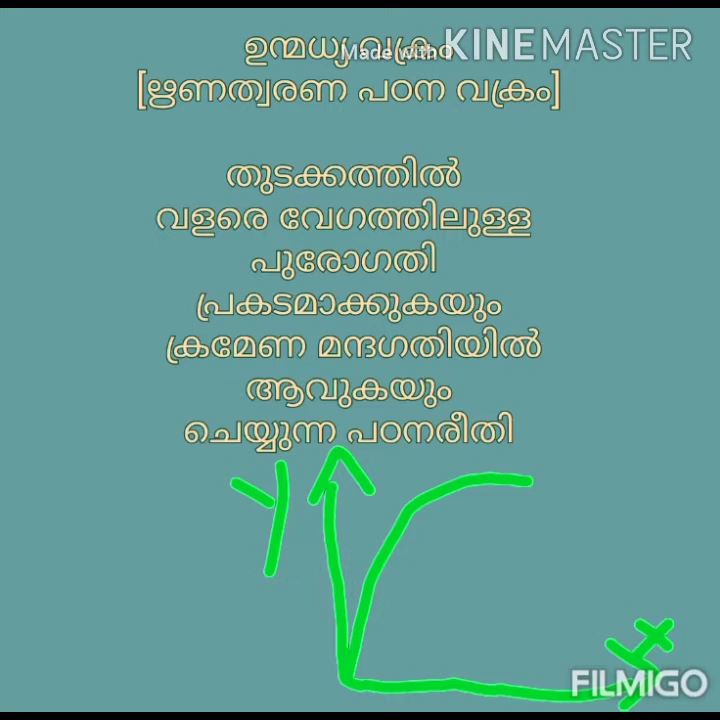 ഉന്മധ്യ വക്രം
Made with KINEMASTER
[ഋണത്വരണ പഠന വക്രം]
തുടക്കത്തിൽ
വളരെ വേഗത്തിലുള്ള
പുരോഗതി
പ്രകടമാക്കുകയും
ക്രമേണ മന്ദഗതിയിൽ
ആവുകയും
ചെയ്യുന്ന പഠനരീതി
Y
X
FILMIGO